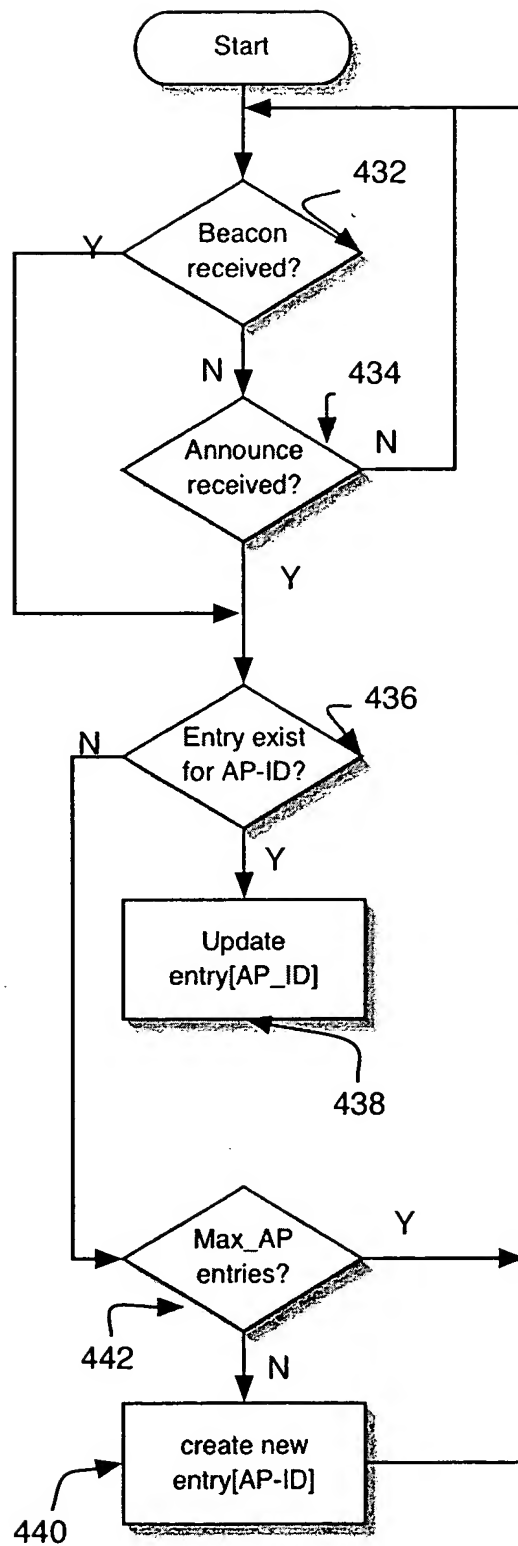 Start
432
Y
Beacon
received?
N
434
Announce
received?
N
Y
436
N
Entry exist
for AP-ID?
Y
Update
entry[AP_ID]
438
Y
Max_AP
entries?
442
N
create new
entry[AP-ID]
440